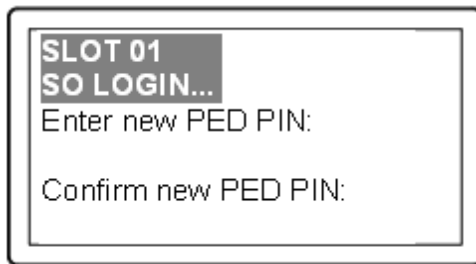 SLOT 01
SO LOGIN...
Enter new PED PIN:
Confirm new PED PIN: